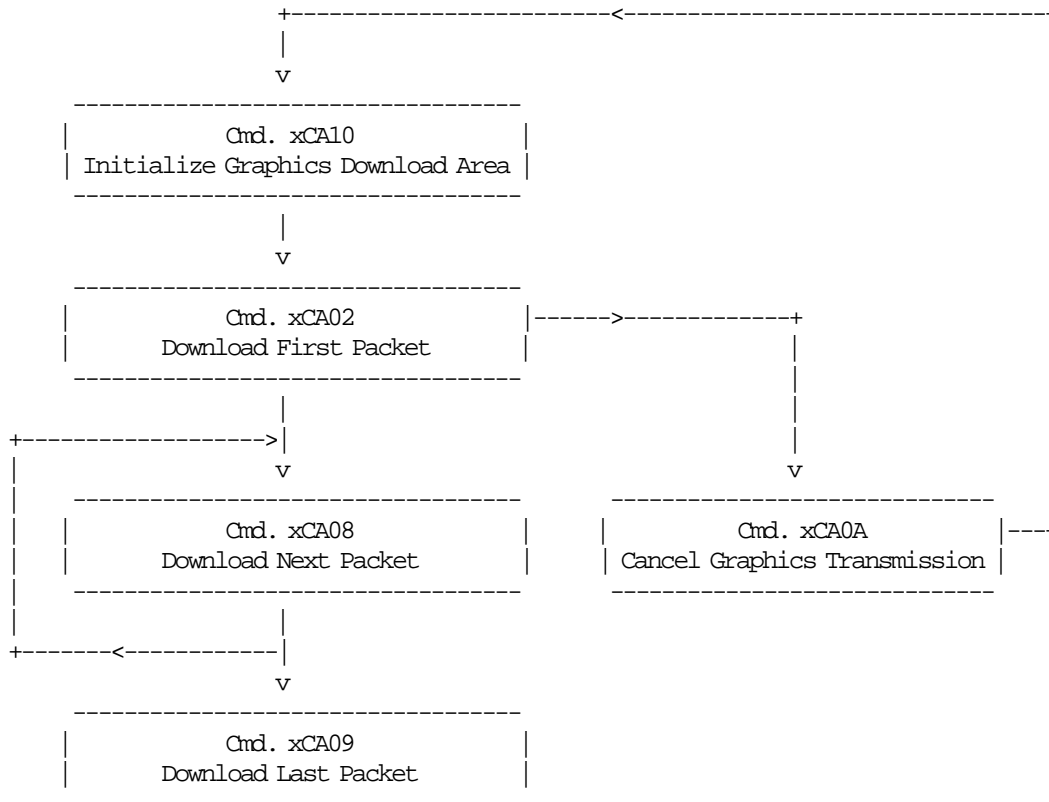 Cmd. xCA10
Initialize Graphics Download Area
Cmd. xCA02
Download First Packet
Cmd. xCA08
Download Next Packet
Cmd. xCA0A
Cancel Graphics Transmission
Cmd. xCA09
Download Last Packet